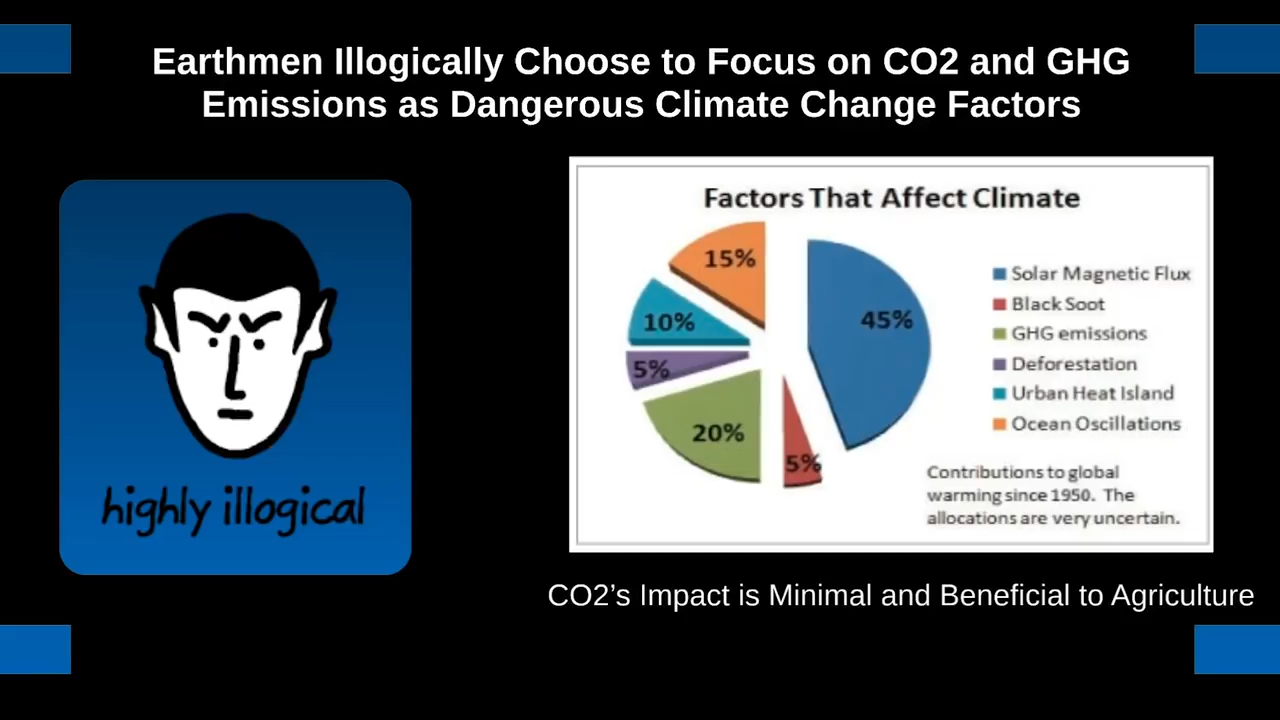 Earthmen Illogically Choose to Focus on CO2 and GHG
Emissions as Dangerous Climate Change Factors
highly illogical
Factors That Affect Climate
15%
10%
5%
20%
5%
45%
Solar Magnetic Flux
Black Soot
GHG emissions
Deforestation
Urban Heat Island
Ocean Oscillations
Contributions to global
warming since 1950. The
allocations are very uncertain.
CO2’s Impact is Minimal and Beneficial to Agriculture